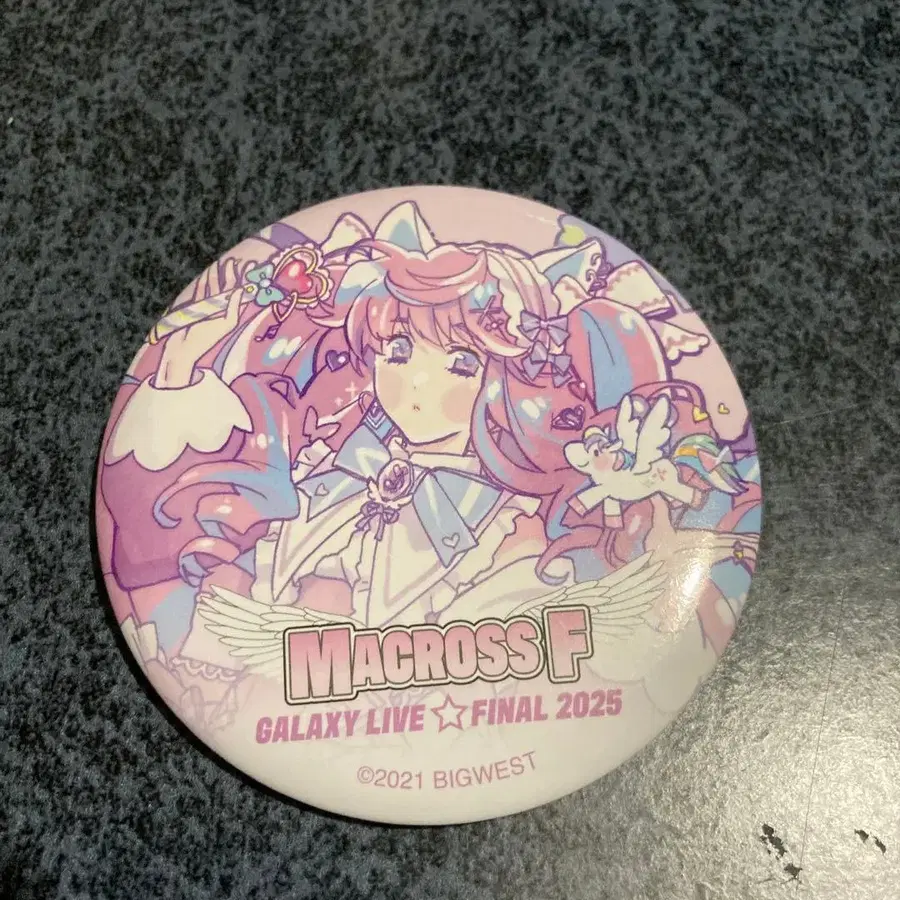 MACROSS F
GALAXY LIVE ☆ FINAL 2025
©2021 BIGWEST